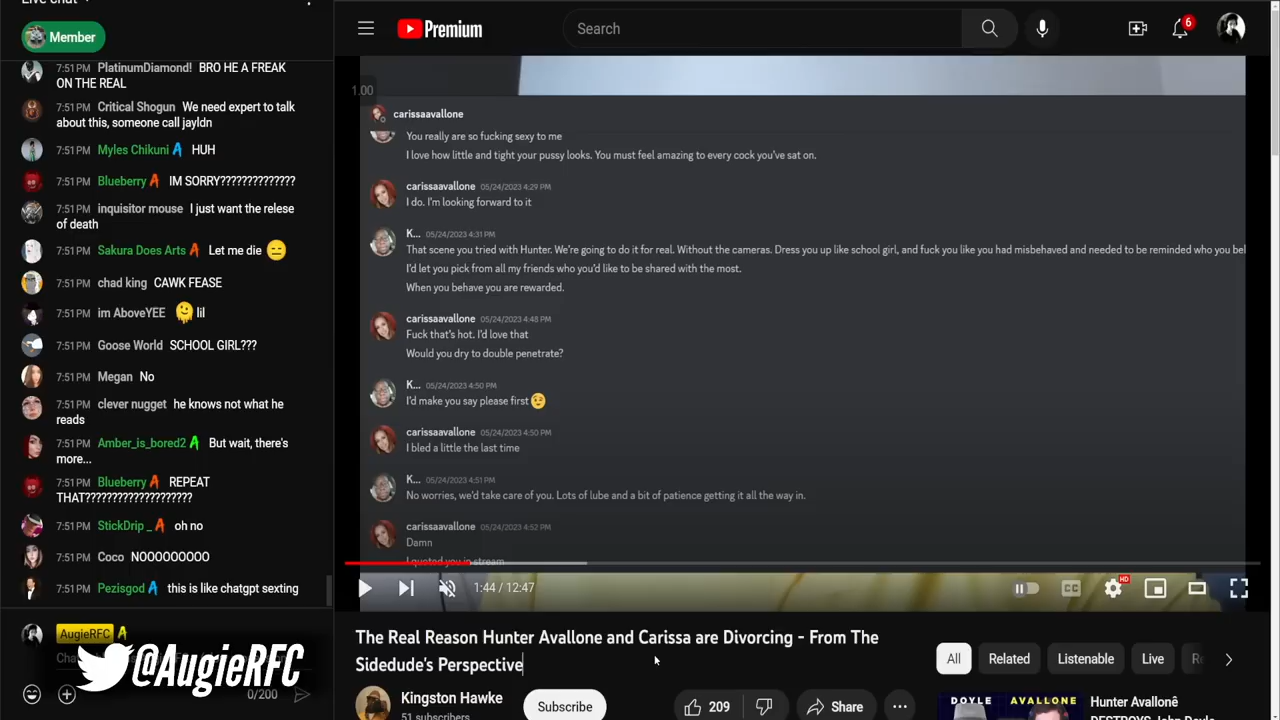 Live chat
Member
7:51 PM PlatinumDiamond! BRO HE A FREAK
ON THE REAL
7:51 PM Critical Shogun We need expert to talk
about this, someone call jayldn
7:51 PM Myles Chikuni HUH
7:51 PM Blueberry IM SORRY??????????????
7:51 PM inquisitor mouse I just want the relese
of death
7:51 PM Sakura Does Arts Let me die 😑
7:51 PM chad king CAWK FEASE
7:51 PM im AboveYEE 🫠 lil
7:51 PM Goose World SCHOOL GIRL???
7:51 PM Megan No
7:51 PM clever nugget he knows not what he
reads
7:51 PM Amber_is_bored2 But wait, there's
more...
7:51 PM Blueberry REPEAT
THAT????????????????????
7:51 PM StickDrip _ oh no
7:51 PM Coco NOOOOOOOOO
7:51 PM Pezisgod this is like chatgpt sexting
AugieRFC
@AugieRFC
0/200
Premium
Search
6
1.00
carissaavallone
You really are so fucking sexy to me
I love how little and tight your pussy looks. You must feel amazing to every cock you've sat on.
carissaavallone 05/24/2023 4:29 PM
I do. I'm looking forward to it
K... 05/24/2023 4:31 PM
That scene you tried with Hunter. We're going to do it for real. Without the cameras. Dress you up like school girl, and fuck you like you had misbehaved and needed to be reminded who you bel
I'd let you pick from all my friends who you'd like to be shared with the most.
When you behave you are rewarded.
carissaavallone 05/24/2023 4:48 PM
Fuck that's hot. I'd love that
Would you dry to double penetrate?
K... 05/24/2023 4:50 PM
I'd make you say please first 😉
carissaavallone 05/24/2023 4:50 PM
I bled a little the last time
K... 05/24/2023 4:51 PM
No worries, we'd take care of you. Lots of lube and a bit of patience getting it all the way in.
carissaavallone 05/24/2023 4:52 PM
Damn
I quoted you in stream
1:44 / 12:47
CC
HD
The Real Reason Hunter Avallone and Carissa are Divorcing - From The
Sidedude's Perspective
All
Related
Listenable
Live
Kingston Hawke
51 subscribers
Subscribe
209
Share
DOYLE AVALLONE
Hunter Avallonê
DESTROYS John Doyle